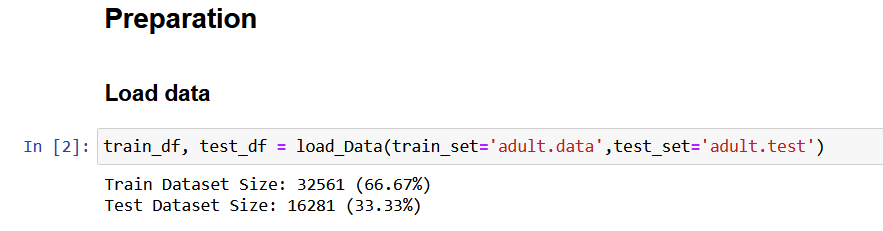 Preparation
Load data
In [2]: train_df, test_df = load_Data(train_set='adult.data',test_set='adult.test')
Train Dataset Size: 32561 (66.67%)
Test Dataset Size: 16281 (33.33%)